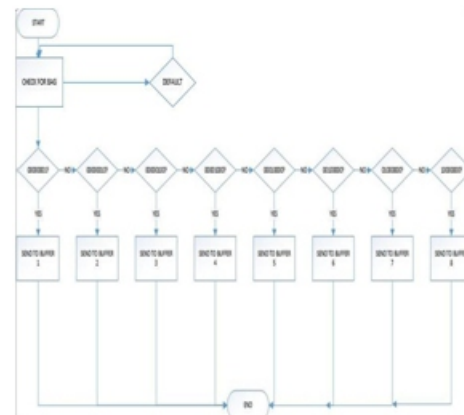 START
CHECK FOR BAG
DEFAULT
NO
NO
NO
NO
NO
NO
NO
YES
YES
YES
YES
YES
YES
YES
YES
SEND TO BUFFER
1
SEND TO BUFFER
2
SEND TO BUFFER
3
SEND TO BUFFER
4
SEND TO BUFFER
5
SEND TO BUFFER
6
SEND TO BUFFER
7
SEND TO BUFFER
8
END